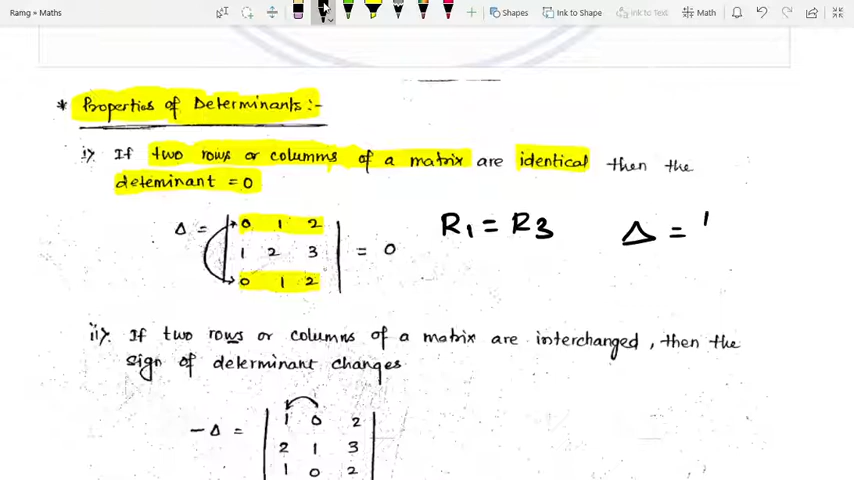 Ramg » Maths
Shapes
Ink to Shape
Ink to Text
Math
* Properties of Determinants:-
i) If two rows or columns of a matrix are identical then the
deteminant = 0
Δ = | 0 1 2 | R₁ = R₃ Δ = '
| 1 2 3 | = 0
| 0 1 2 |
ii) If two rows or columns of a matrix are interchanged, then the
sign of determinant changes
-Δ = | 1 0 2 |
| 2 1 3 |
| 1 0 2 |